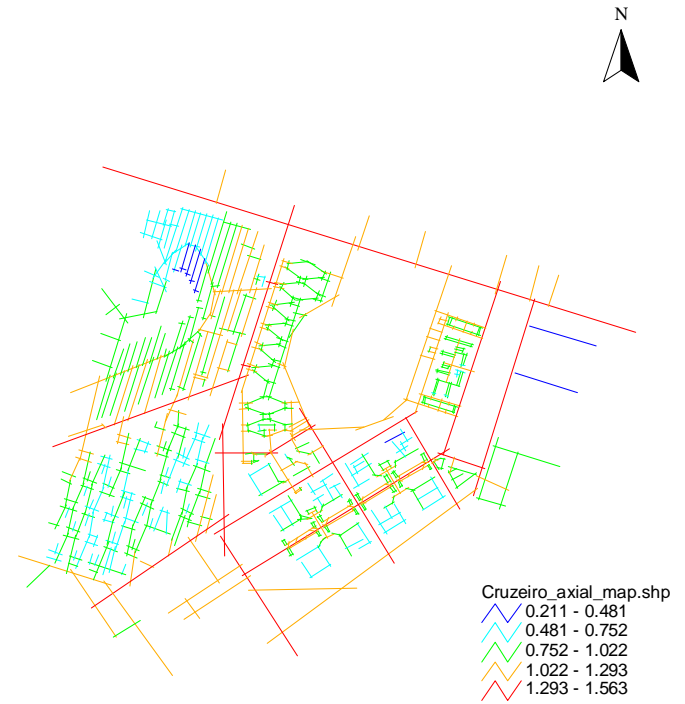 N
Cruzeiro_axial_map.shp
0.211 - 0.481
0.481 - 0.752
0.752 - 1.022
1.022 - 1.293
1.293 - 1.563